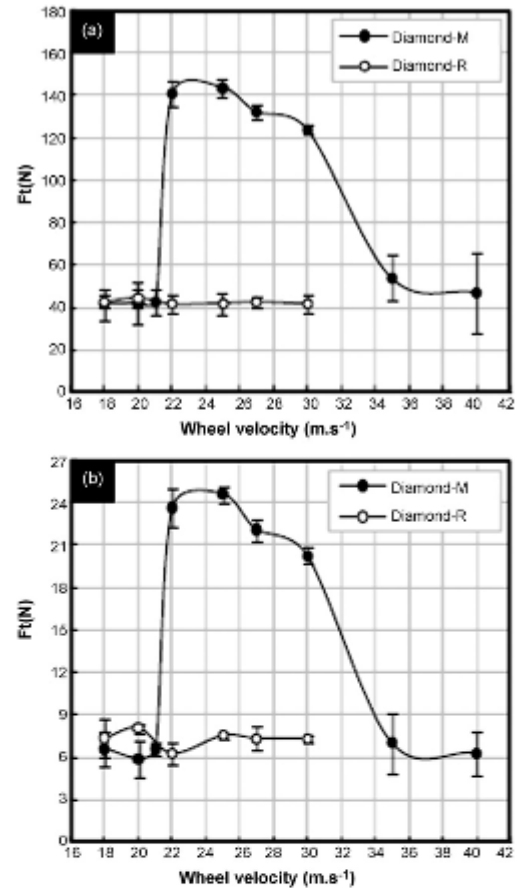 (a)
Diamond-M
Diamond-R
180
160
140
120
100
80
60
40
20
0
Ft(N)
16 18 20 22 24 26 28 30 32 34 36 38 40 42
Wheel velocity (m.s⁻¹)
(b)
Diamond-M
Diamond-R
27
24
21
18
15
12
9
6
3
0
Ft(N)
16 18 20 22 24 26 28 30 32 34 36 38 40 42
Wheel velocity (m.s⁻¹)